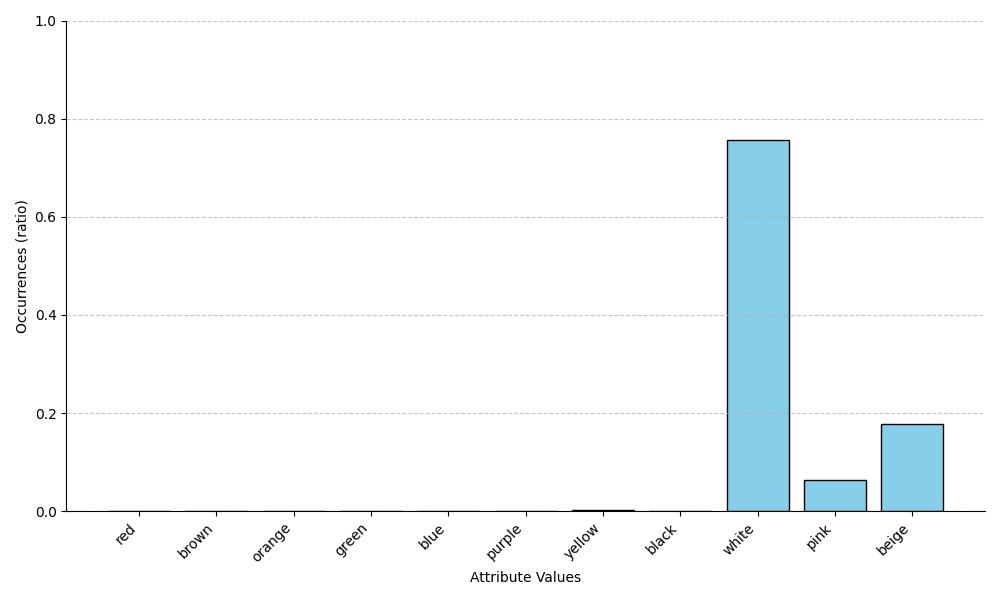 1.0
0.8
0.6
0.4
0.2
0.0
Occurrences (ratio)
red
brown
orange
green
blue
purple
yellow
black
white
pink
beige
Attribute Values